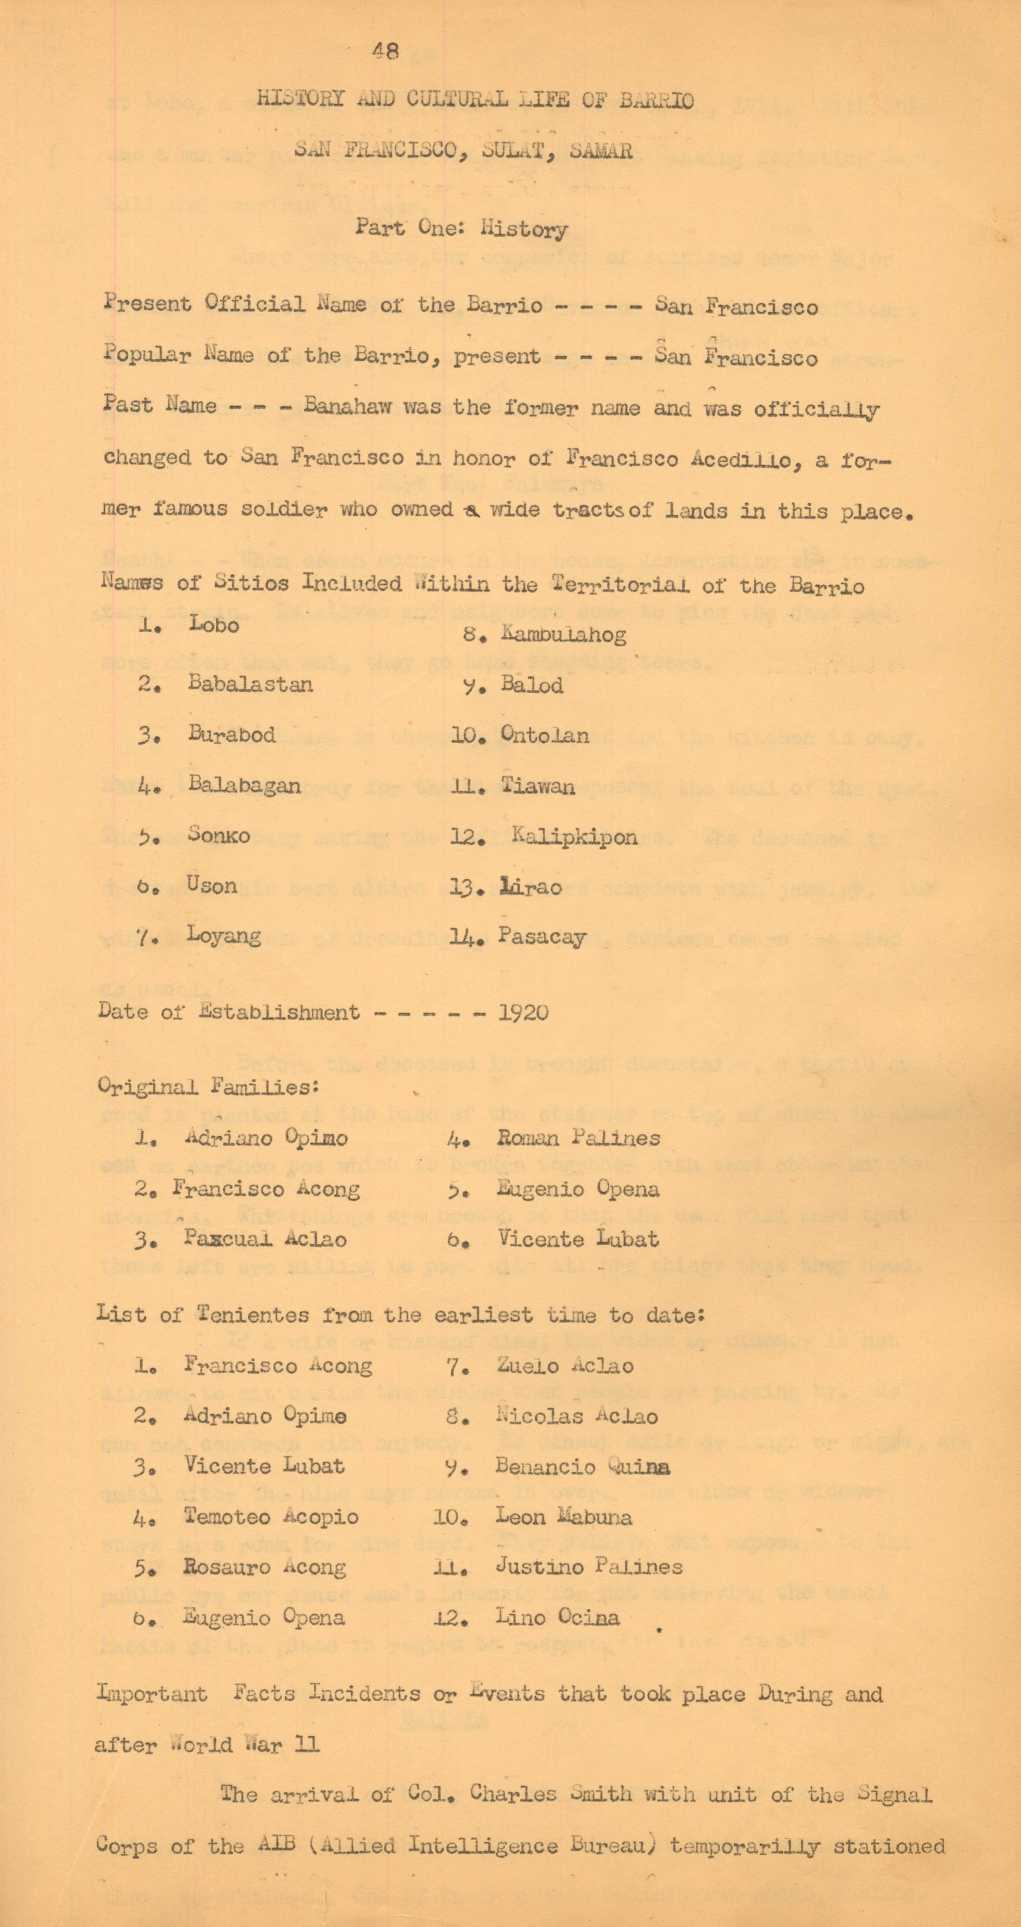 48
HISTORY AND CULTURAL LIFE OF BARRIO
SAN FRANCISCO, SULAT, SAMAR
Part One: History
Present Official Name of the Barrio - - - - San Francisco
Popular Name of the Barrio, present - - - - San Francisco
Past Name - - - Banahaw was the former name and was officially
changed to San Francisco in honor of Francisco Acedillo, a for-
mer famous soldier who owned a wide tracts of lands in this place.
Names of Sitios Included Within the Territorial of the Barrio
1. Lobo
8. Kambulahog
2. Babalastan
9. Balod
3. Burabod
10. Ontolan
4. Balabagan
11. Tiawan
5. Sonko
12. Kalipkipon
6. Uson
13. Lirao
7. Loyang
14. Pasacay
Date of Establishment - - - - - 1920
Original Families:
1. Adriano Opimo
4. Roman Palines
2. Francisco Acong
5. Eugenio Opena
3. Pascual Aclao
6. Vicente Lubat
List of Tenientes from the earliest time to date:
1. Francisco Acong
7. Zuelo Aclao
2. Adriano Opimo
8. Nicolas Aclao
3. Vicente Lubat
9. Benancio Quina
4. Temoteo Acopio
10. Leon Mabuna
5. Rosauro Acong
11. Justino Palines
6. Eugenio Opena
12. Lino Ocina
Important Facts Incidents or Events that took place During and
after World War 11
The arrival of Col. Charles Smith with unit of the Signal
Corps of the AIB (Allied Intelligence Bureau) temporarilly stationed